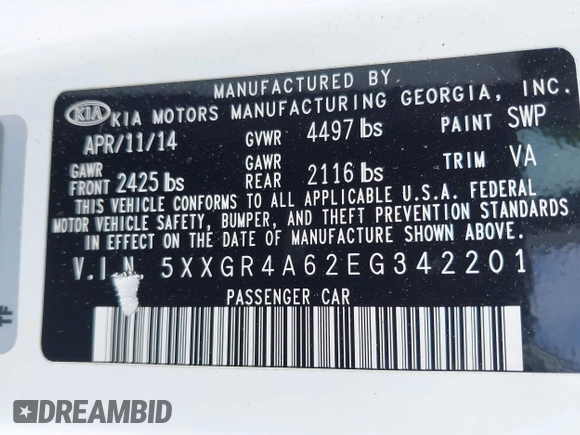 MANUFACTURED BY
KIA KIA MOTORS MANUFACTURING GEORGIA, INC.
APR/11/14 GVWR 4497 lbs PAINT SWP
GAWR FRONT 2425 lbs GAWR REAR 2116 lbs TRIM VA
THIS VEHICLE CONFORMS TO ALL APPLICABLE U.S.A. FEDERAL
MOTOR VEHICLE SAFETY, BUMPER, AND THEFT PREVENTION STANDARDS
IN EFFECT ON THE DATE OF MANUFACTURE SHOWN ABOVE.
V.I.N 5XXGR4A62EG342201
PASSENGER CAR
DREAMBID